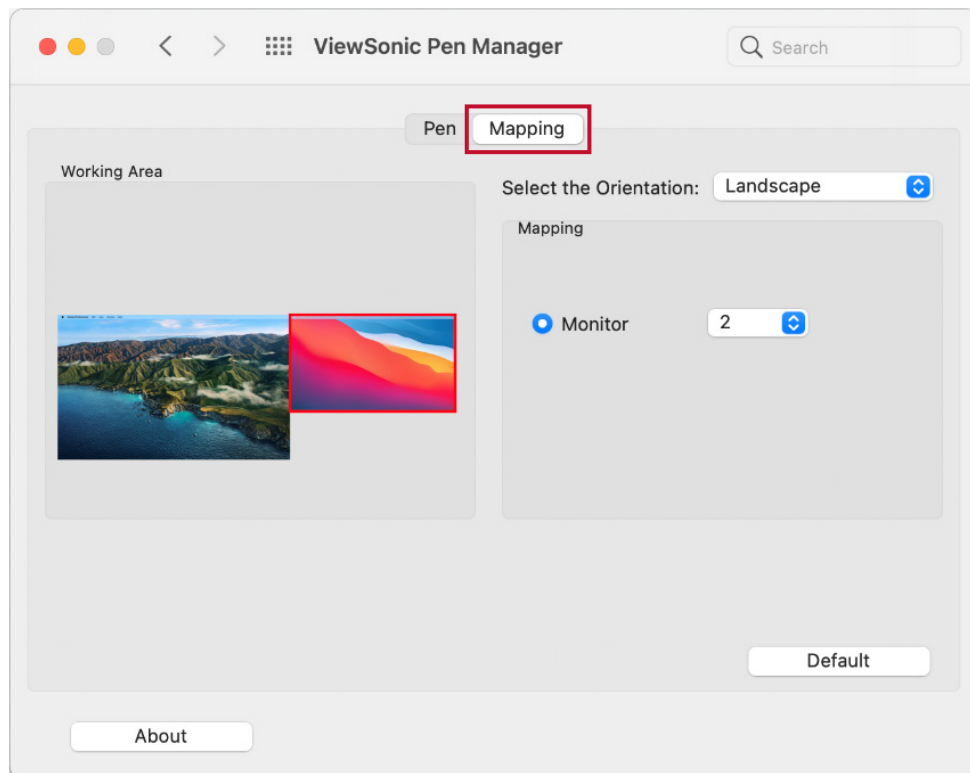 ViewSonic Pen Manager
Search
Pen
Mapping
Working Area
Select the Orientation:
Landscape
Mapping
Monitor
2
Default
About